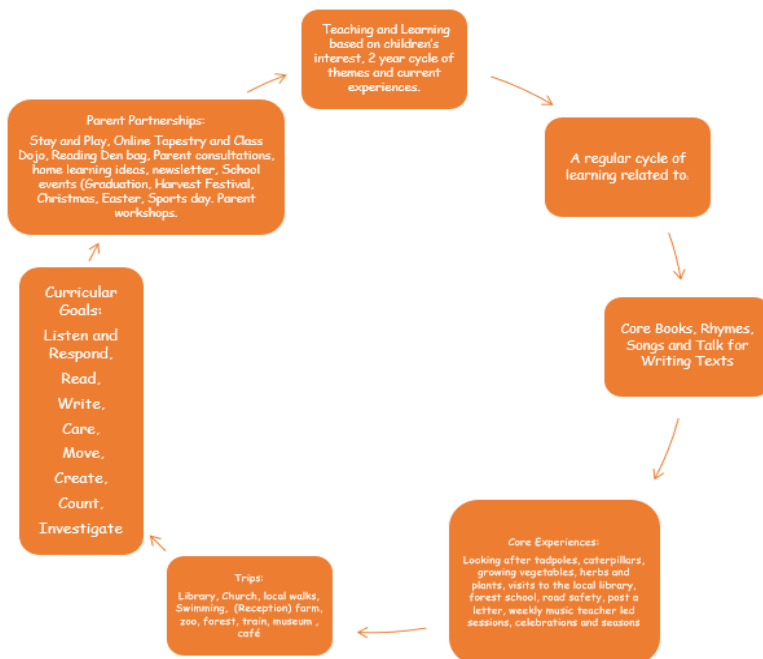 Teaching and Learning
based on children's
interest, 2 year cycle of
themes and current
experiences.
A regular cycle of
learning related to.
Core Books, Rhymes,
Songs and Talk for
Writing Texts
Core Experiences:
Looking after tadpoles, caterpillars,
growing vegetables, herbs and
plants, visits to the local library,
forest school, road safety, post a
letter, weekly music teacher led
sessions, celebrations and seasons
Trips:
Library, Church, local walks,
Swimming, (Reception) farm,
zoo, forest, train, museum ,
café
Curricular
Goals:
Listen and
Respond,
Read,
Write,
Care,
Move,
Create,
Count,
Investigate
Parent Partnerships:
Stay and Play, Online Tapestry and Class
Dojo, Reading Den bag, Parent consultations,
home learning ideas, newsletter, School
events (Graduation, Harvest Festival,
Christmas, Easter, Sports day. Parent
workshops.